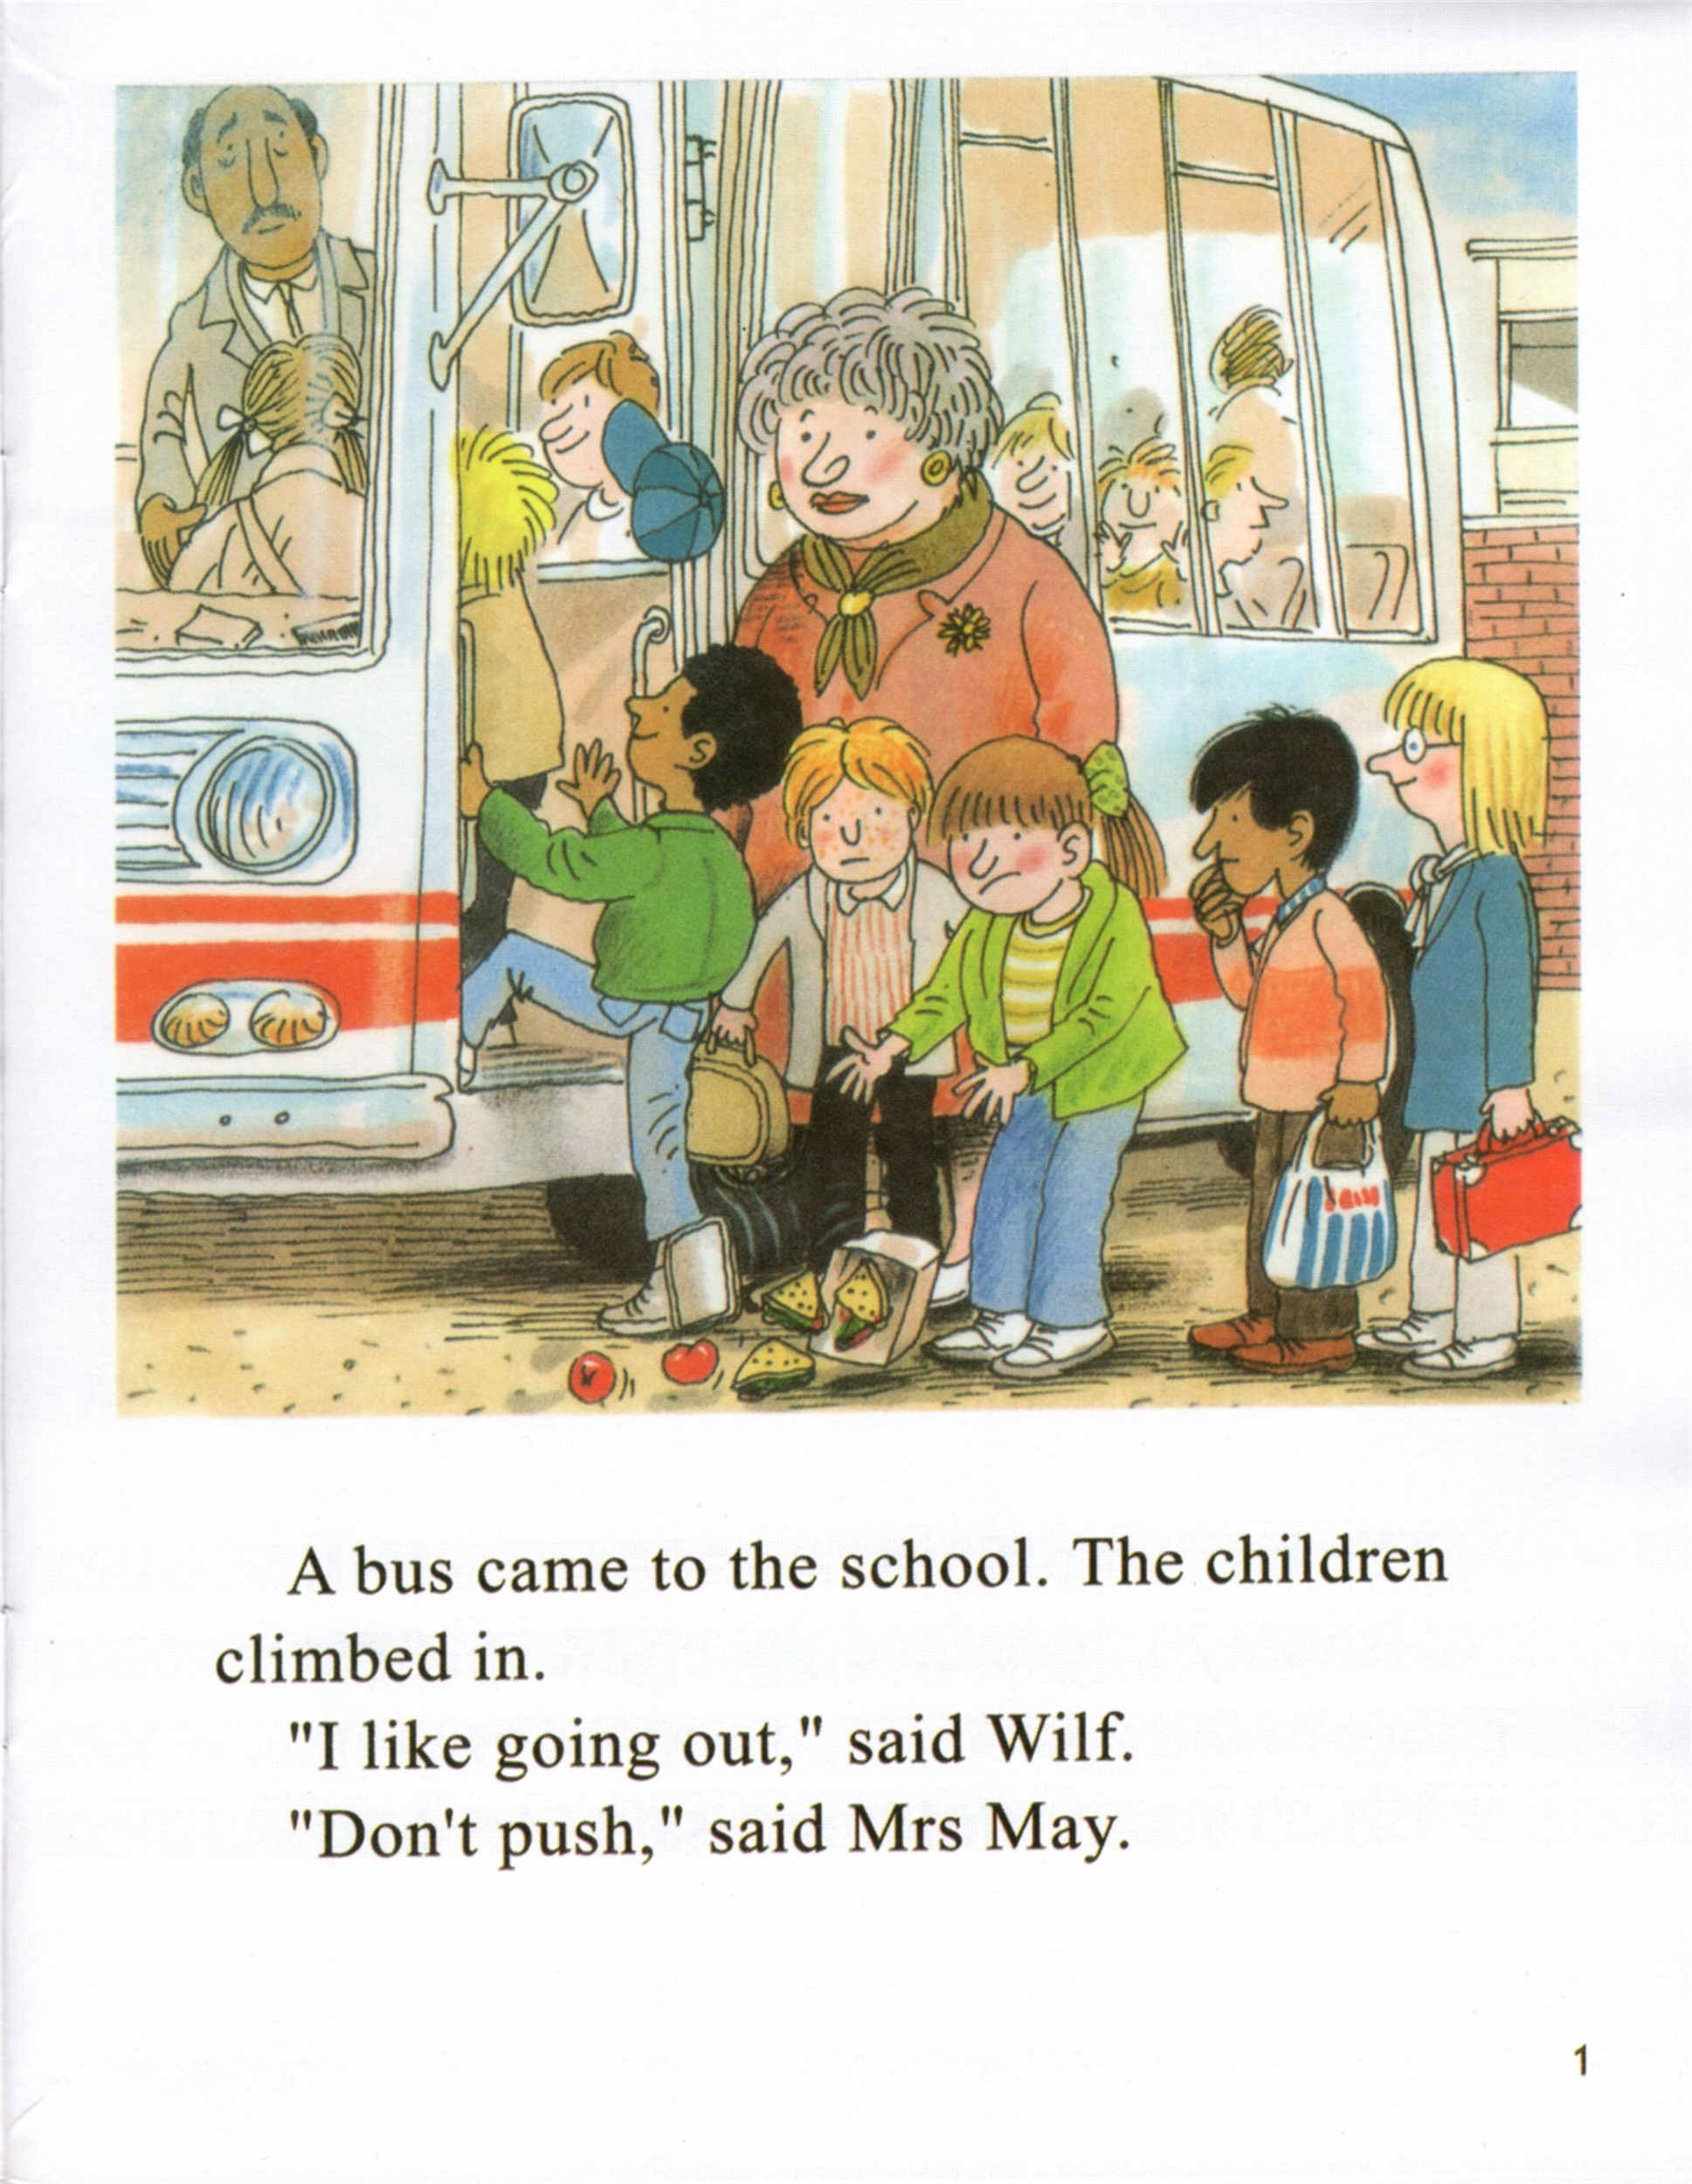 A bus came to the school. The children
climbed in.
"I like going out," said Wilf.
"Don't push," said Mrs May.
1